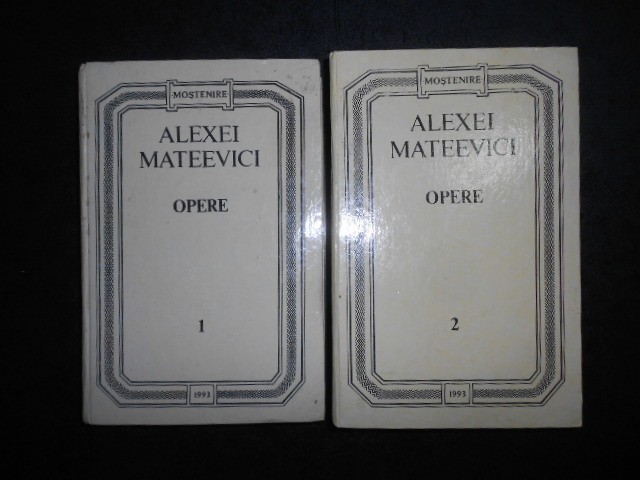 MOȘTENIRE
ALEXEI
MATEEVICI
OPERE
1
1993
MOȘTENIRE
ALEXEI
MATEEVICI
OPERE
2
1993